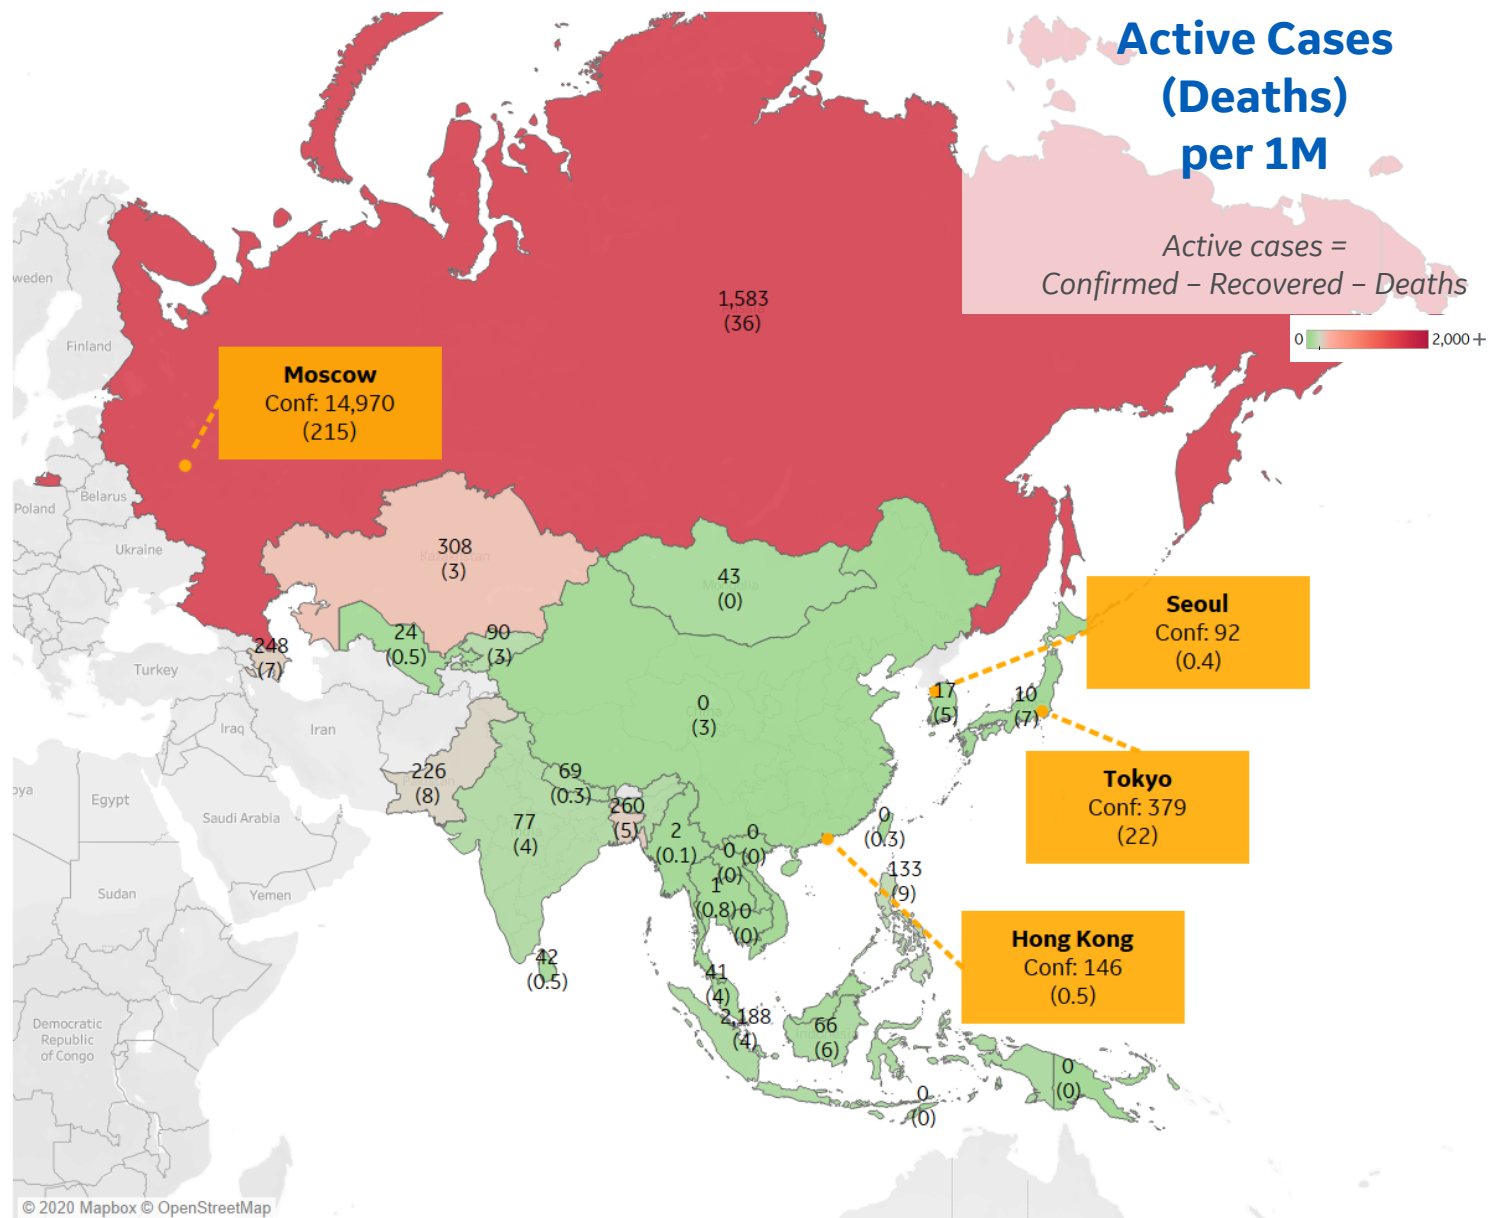 Active Cases
(Deaths)
per 1M
Active cases =
Confirmed – Recovered – Deaths
0
2,000 +
1,583
(36)
weden
Finland
Moscow
Conf: 14,970
(215)
Belarus
Poland
Ukraine
308
(3)
43
(0)
Seoul
Conf: 92
(0.4)
24
(0.5)
90
(3)
248
(7)
Turkey
17
(5)
10
(7)
0
(3)
Iraq
Iran
Tokyo
Conf: 379
(22)
226
(8)
69
(0.3)
260
(5)
oya
Egypt
Saudi Arabia
77
(4)
2
(0.1)
0
(0)
0
(0)
0
(0.3)
133
(9)
1
(0.8)
0
(0)
Sudan
Yemen
Hong Kong
Conf: 146
(0.5)
42
(0.5)
41
(4)
2,188
(4)
66
(6)
Democratic
Republic
of Congo
0
(0)
0
(0)
© 2020 Mapbox © OpenStreetMap